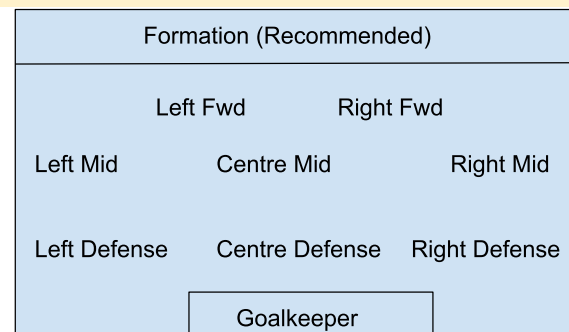 Formation (Recommended)
Left Fwd Right Fwd
Left Mid Centre Mid Right Mid
Left Defense Centre Defense Right Defense
Goalkeeper